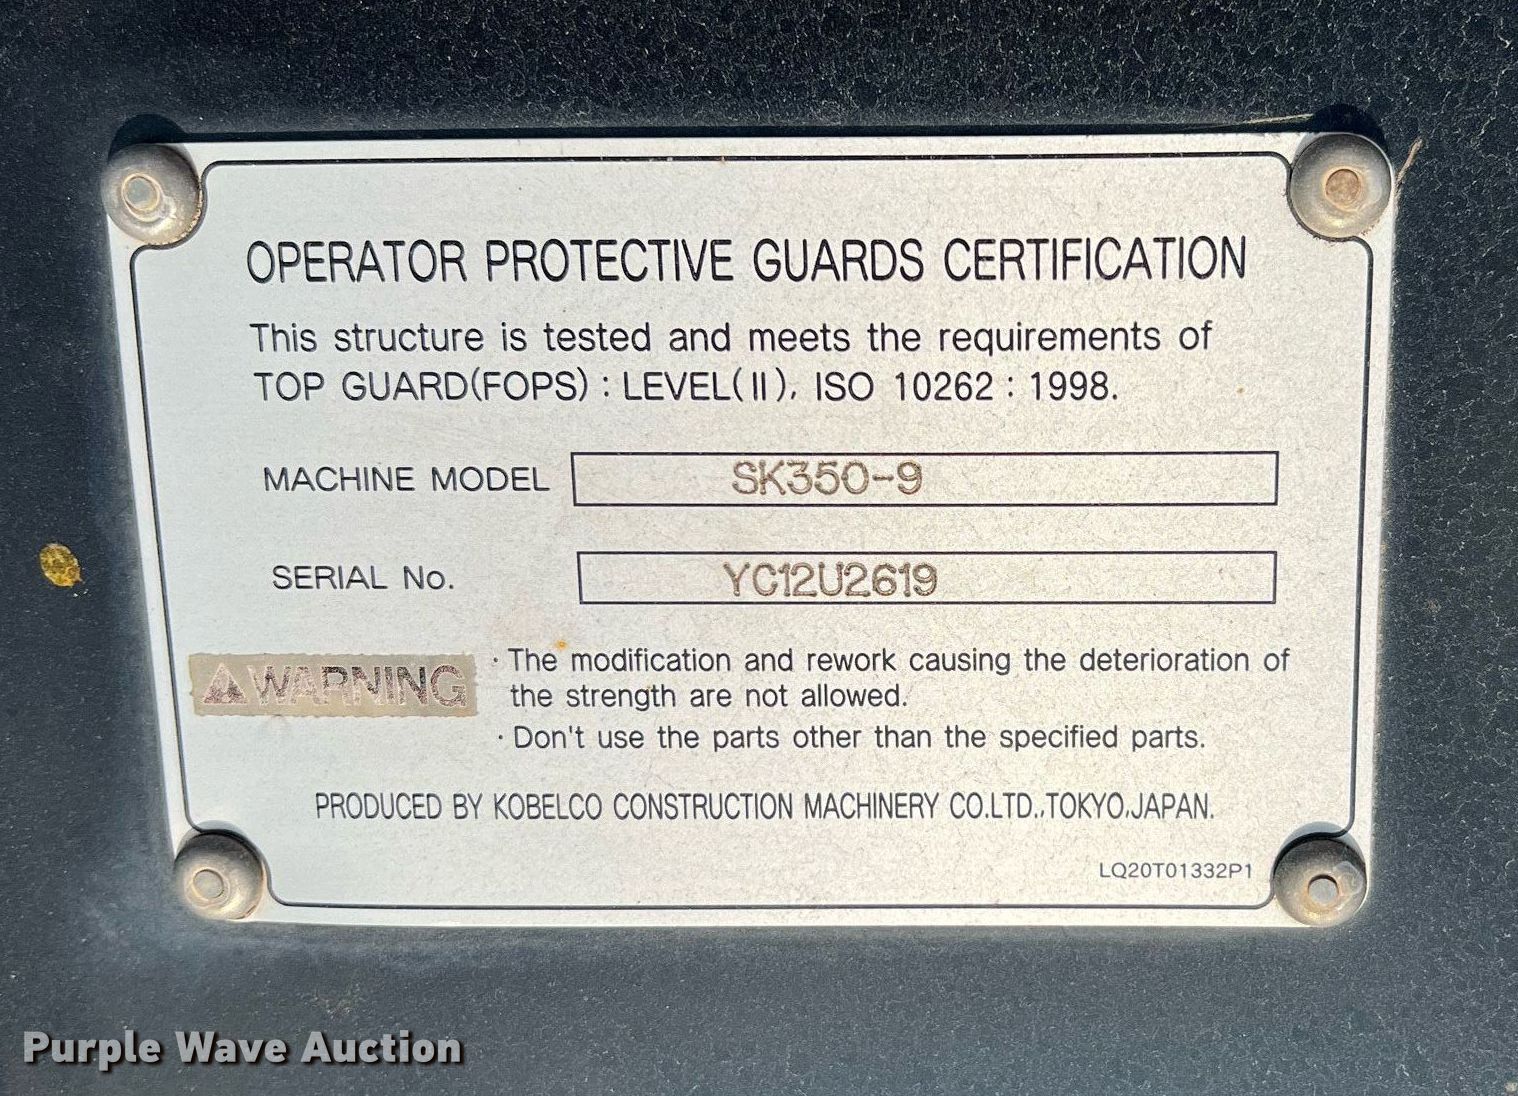 OPERATOR PROTECTIVE GUARDS CERTIFICATION
This structure is tested and meets the requirements of
TOP GUARD(FOPS) : LEVEL(II), ISO 10262 : 1998.
MACHINE MODEL SK350-9
SERIAL No. YC12U2619
WARNING
· The modification and rework causing the deterioration of
the strength are not allowed.
· Don't use the parts other than the specified parts.
PRODUCED BY KOBELCO CONSTRUCTION MACHINERY CO.LTD.,TOKYO,JAPAN.
LQ20T01332P1
Purple Wave Auction